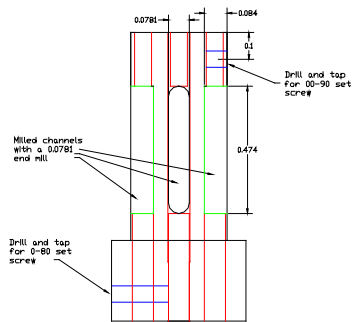 0.0781
0.084
0.1
Drill and tap
for 00-90 set
screw
Milled channels
with a 0.0781
end mill
0.474
Drill and tap
for 0-80 set
screw